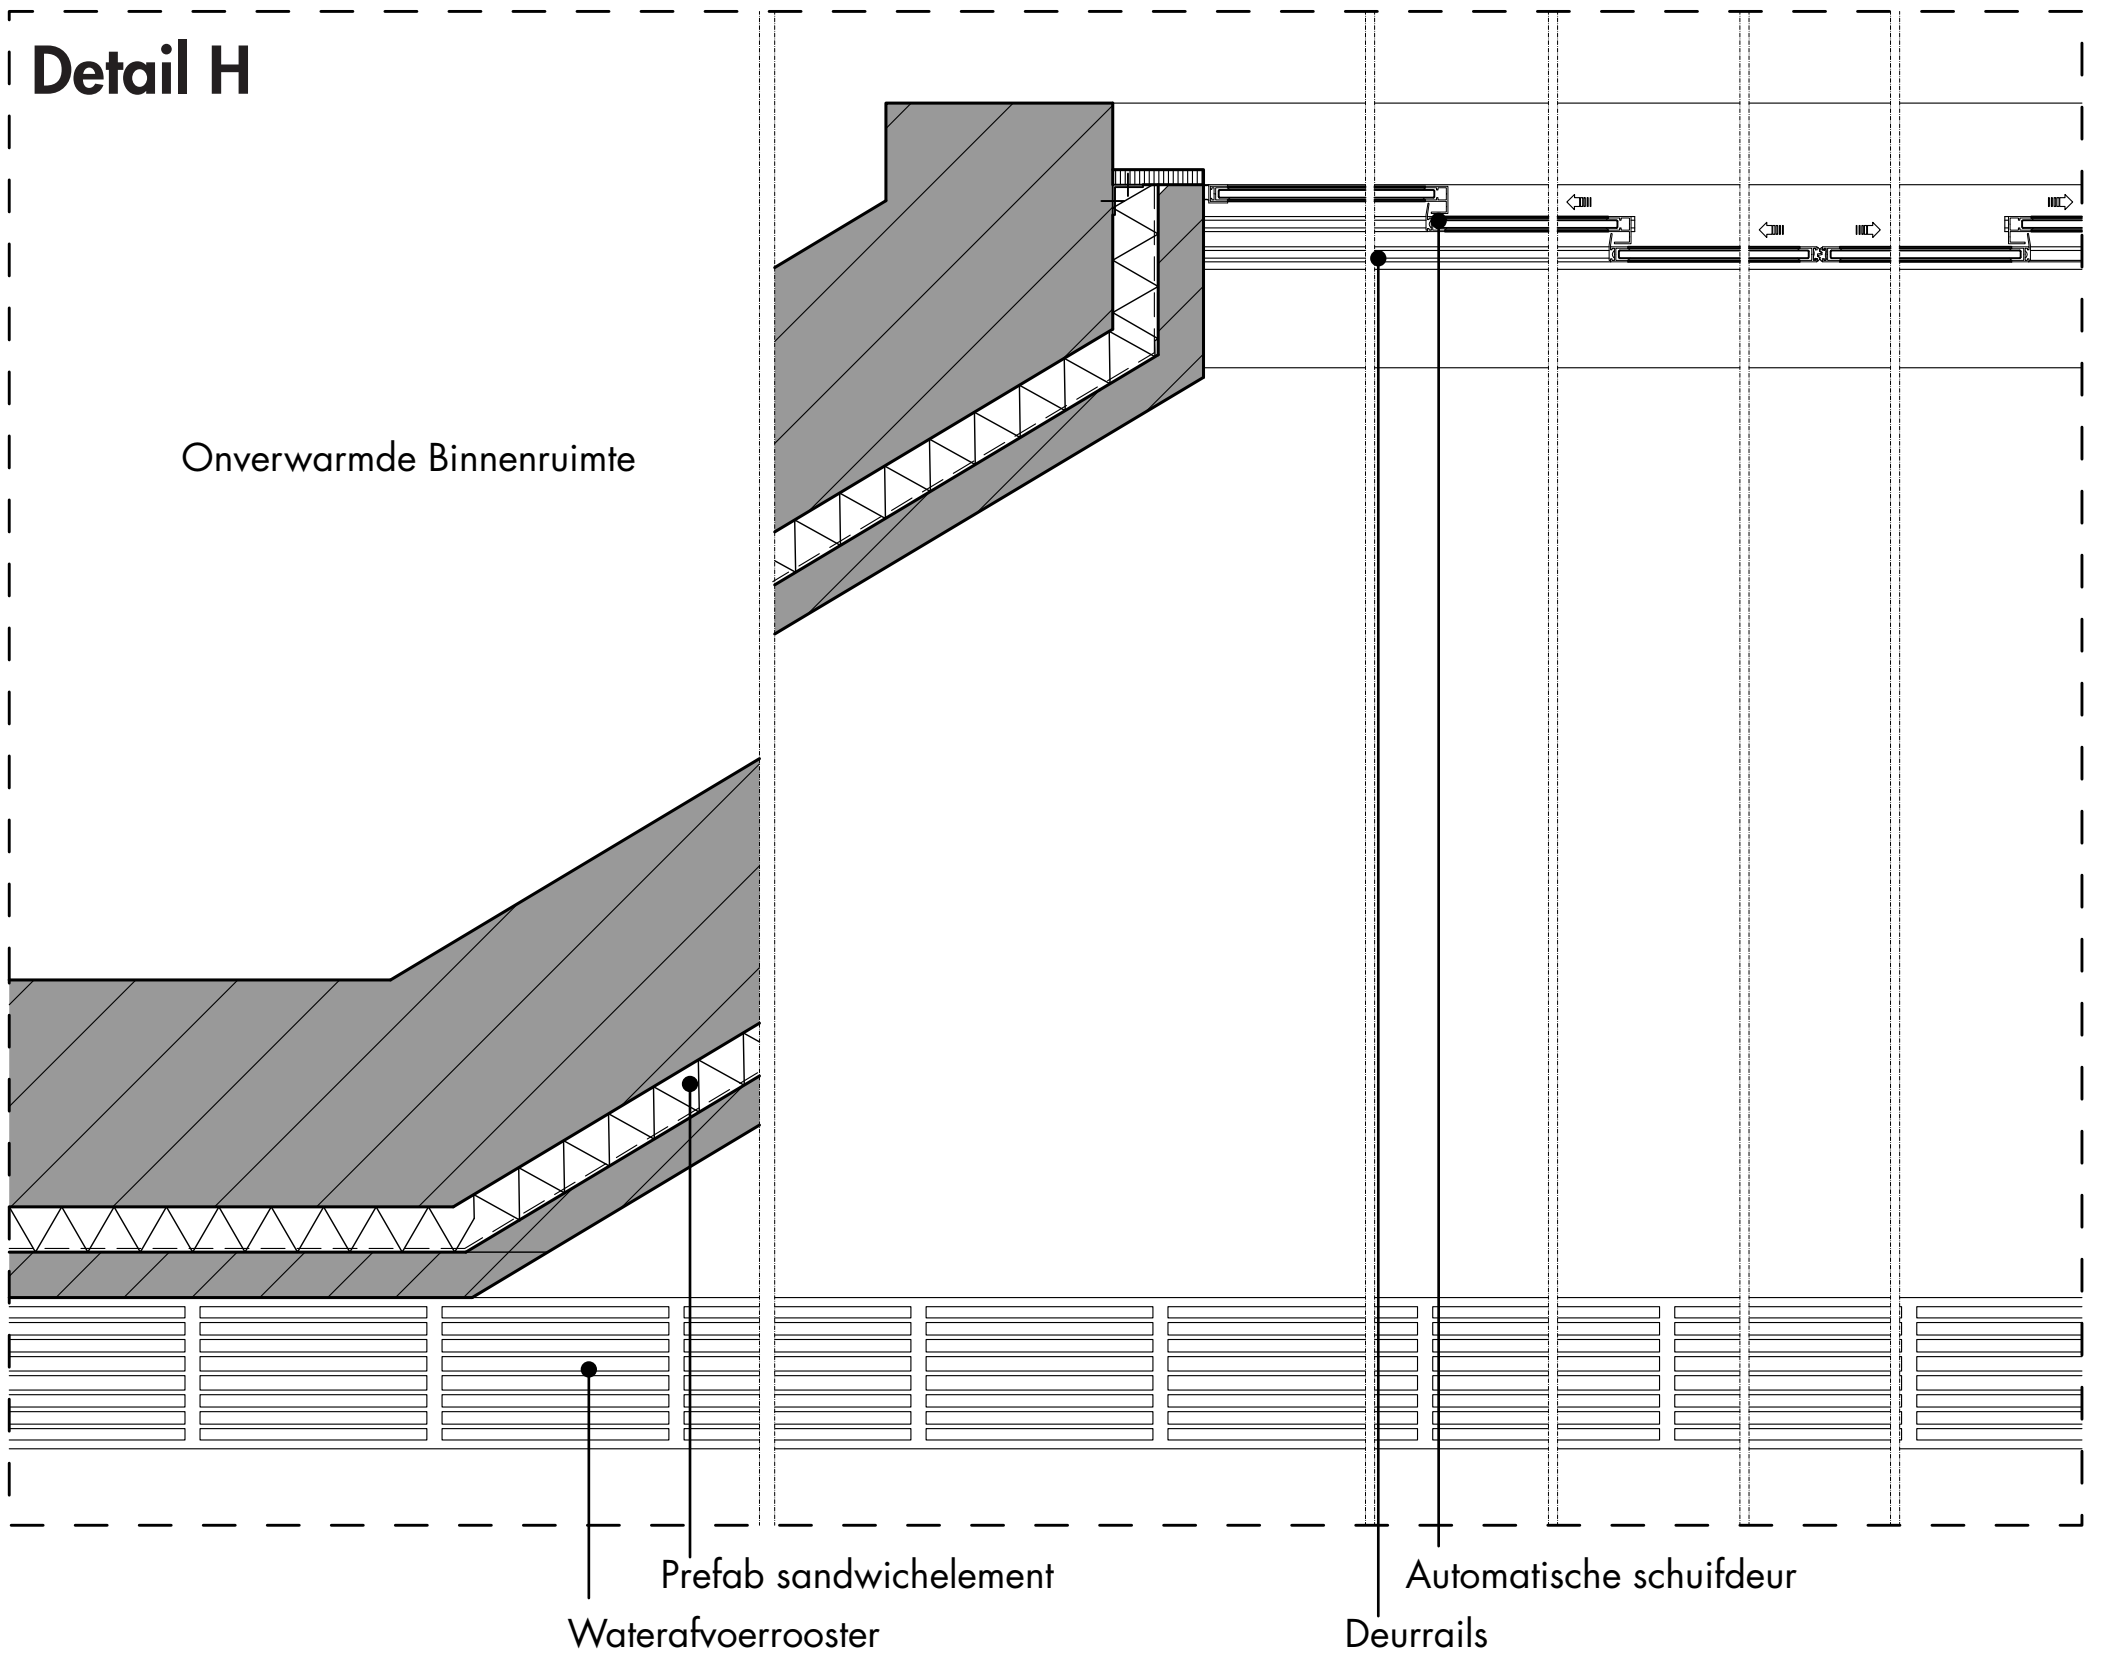 Detail H
Onverwarmde Binnenruimte
Prefab sandwichelement
Automatische schuifdeur
Waterafvoerrooster
Deurrails